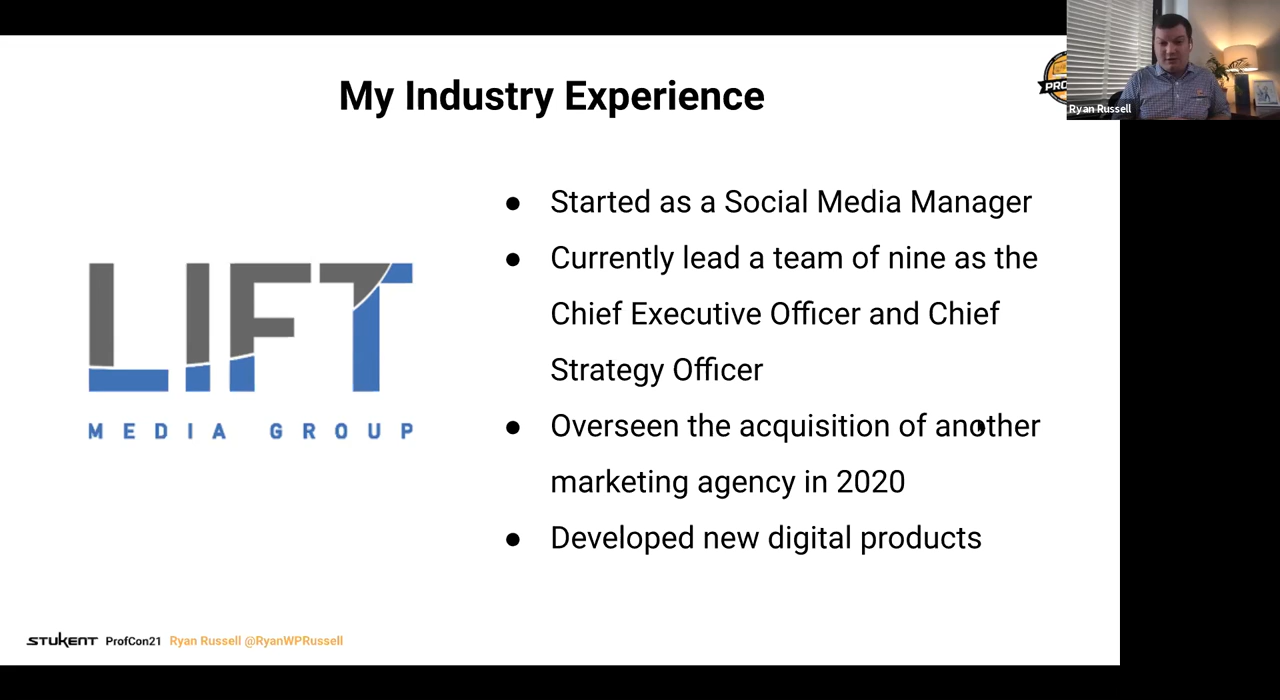 My Industry Experience
Ryan Russell
● Started as a Social Media Manager
● Currently lead a team of nine as the
Chief Executive Officer and Chief
Strategy Officer
● Overseen the acquisition of another
marketing agency in 2020
● Developed new digital products
LIFT
MEDIA GROUP
STUKENT ProfCon21 Ryan Russell @RyanWPRussell